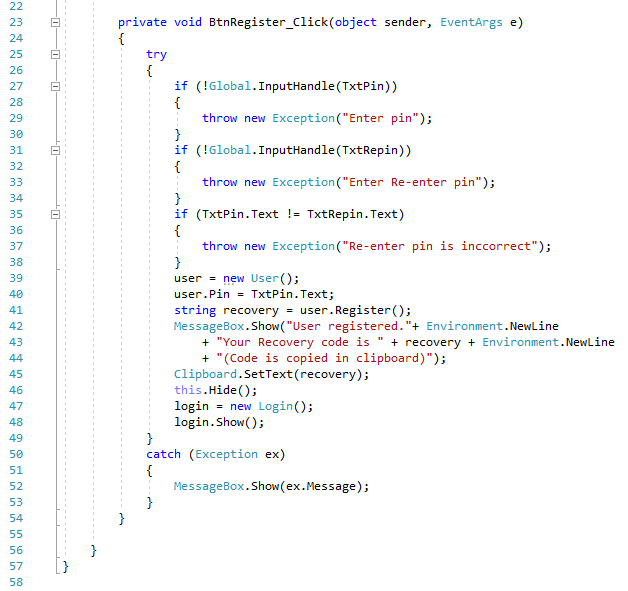 22
23 private void BtnRegister_Click(object sender, EventArgs e)
24 {
25 try
26 {
27 if (!Global.InputHandle(TxtPin))
28 {
29 throw new Exception("Enter pin");
30 }
31 if (!Global.InputHandle(TxtRepin))
32 {
33 throw new Exception("Enter Re-enter pin");
34 }
35 if (TxtPin.Text != TxtRepin.Text)
36 {
37 throw new Exception("Re-enter pin is inccorrect");
38 }
39 user = new User();
40 user.Pin = TxtPin.Text;
41 string recovery = user.Register();
42 MessageBox.Show("User registered."+ Environment.NewLine
43 + "Your Recovery code is " + recovery + Environment.NewLine
44 + "(Code is copied in clipboard)");
45 Clipboard.SetText(recovery);
46 this.Hide();
47 login = new Login();
48 login.Show();
49 }
50 catch (Exception ex)
51 {
52 MessageBox.Show(ex.Message);
53 }
54 }
55
56 }
57 }
58